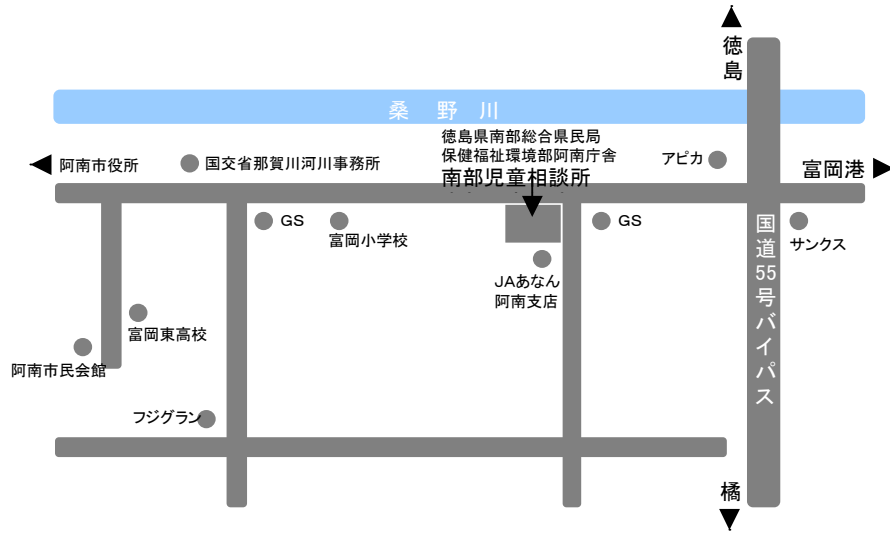 徳島
桑野川
徳島県南部総合県民局
保健福祉環境部阿南庁舎
南部児童相談所
阿南市役所
国交省那賀川河川事務所
アピカ
富岡港
GS
富岡小学校
GS
サンクス
国道55号バイパス
JAあなん
阿南支店
富岡東高校
阿南市民会館
フジグラン
橘